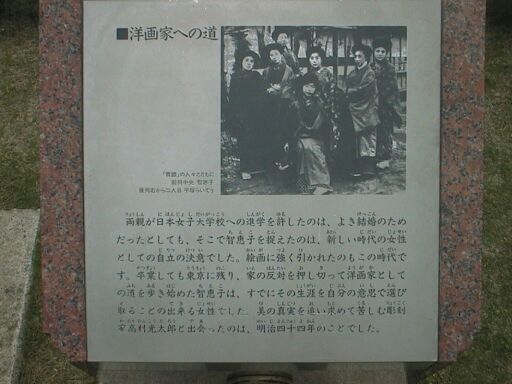 ■洋画家への道
「青鞜」の人々とともに
前列中央 智恵子
後列右から二人目 平塚らいてう
両親が日本女子大学校への進学を許したのは、よき結婚のため
だったとしても、そこで智恵子を捉えたのは、新しい時代の女性
としての自立の決意でした。絵画に強く引かれたのもこの時代で
す。卒業しても東京に残り、家の反対を押し切って洋画家として
の道を歩き始めた智恵子は、すでにその生涯を自分の意思で選び
取ることの出来る女性でした。美の真実を追い求めて苦しむ彫刻
家高村光太郎と出会ったのは、明治四十四年のことでした。